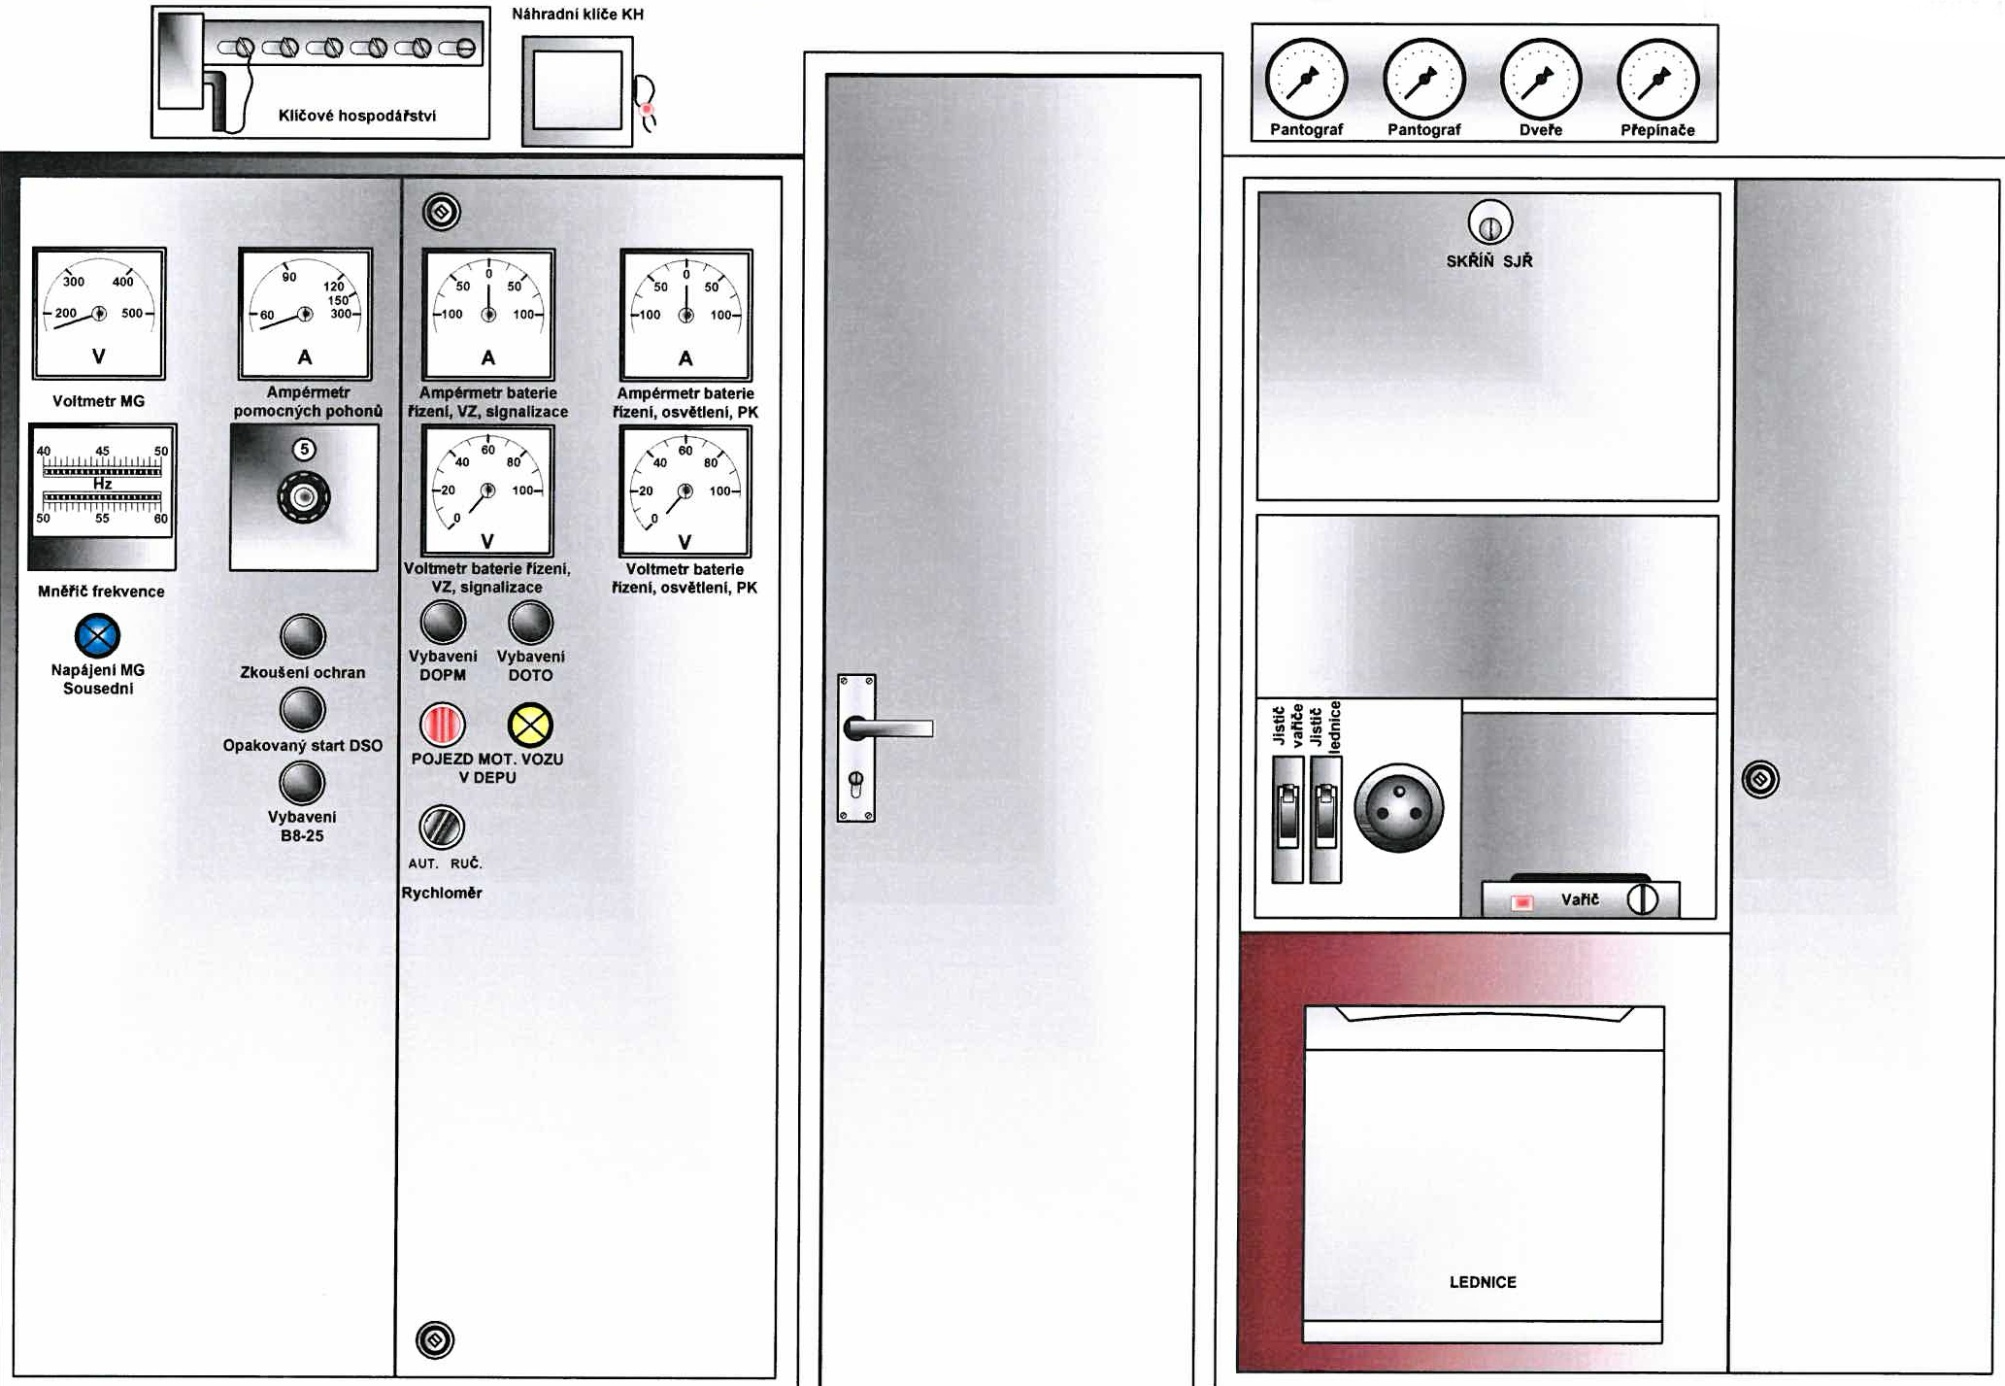 Náhradní klíče KH
Klíčové hospodářství
Pantograf
Pantograf
Dveře
Přepínače
300
400
200
500
V
Voltmetr MG
90
120
150
60
300
A
Ampérmetr
pomocných pohonů
0
50
50
100
100
A
Ampérmetr baterie
řízení, VZ, signalizace
0
50
50
100
100
A
Ampérmetr baterie
řízení, osvětlení, PK
40
45
50
Hz
50
55
60
Mněřič frekvence
5
60
40
80
20
100
0
V
Voltmetr baterie řízení,
VZ, signalizace
60
40
80
20
100
0
V
Voltmetr baterie
řízení, osvětlení, PK
Napájení MG
Sousední
Zkoušení ochran
Opakovaný start DSO
Vybavení
B8-25
Vybavení
DOPM
Vybavení
DOTO
POJEZD MOT. VOZU
V DEPU
AUT. RUČ.
Rychloměr
SKŘÍŇ SJŘ
Jistič
vařiče
Jistič
lednice
Vařič
LEDNICE